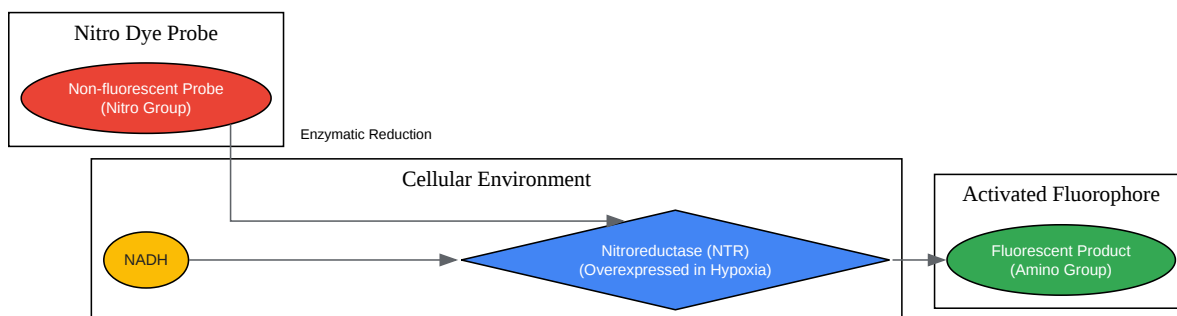 Nitro Dye Probe
Non-fluorescent Probe
(Nitro Group)
Enzymatic Reduction
Cellular Environment
NADH
Nitroreductase (NTR)
(Overexpressed in Hypoxia)
Activated Fluorophore
Fluorescent Product
(Amino Group)